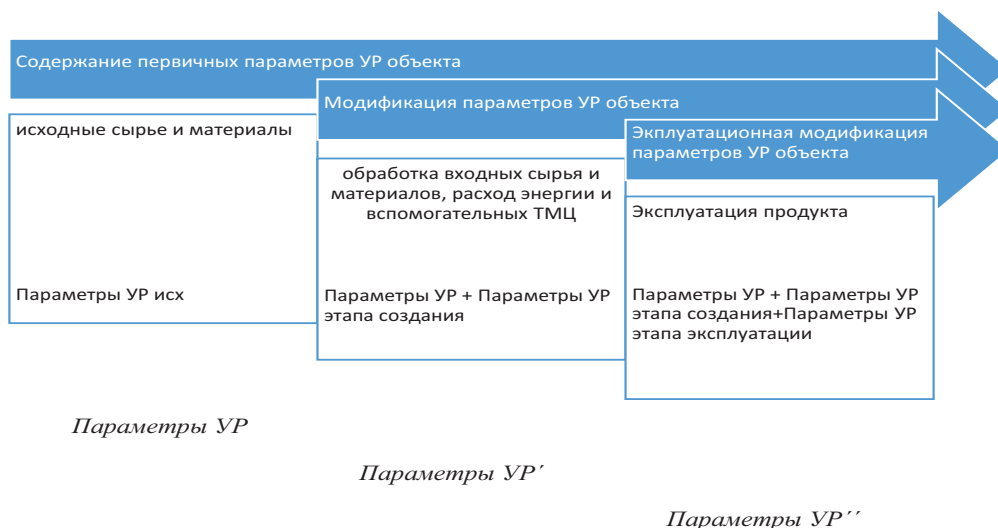 Содержание первичных параметров УР объекта
Модификация параметров УР объекта
Экплуатационная модификация
параметров УР объекта
исходные сырье и материалы
Параметры УР исх
обработка входных сырья и
материалов, расход энергии и
вспомогательных ТМЦ
Параметры УР + Параметры УР
этапа создания
Эксплуатация продукта
Параметры УР + Параметры УР
этапа создания+Параметры УР
этапа эксплуатации
Параметры УР
Параметры УР´
Параметры УР´´